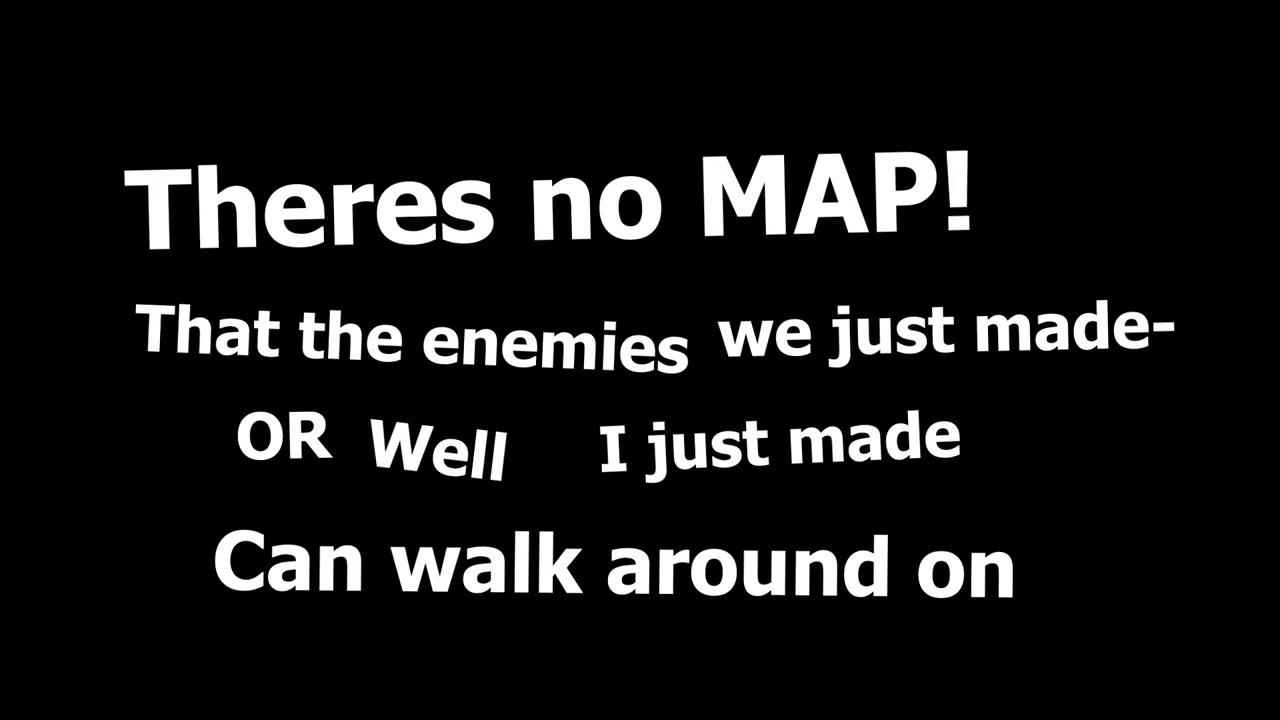 Theres no MAP!
That the enemies we just made-
OR Well I just made
Can walk around on